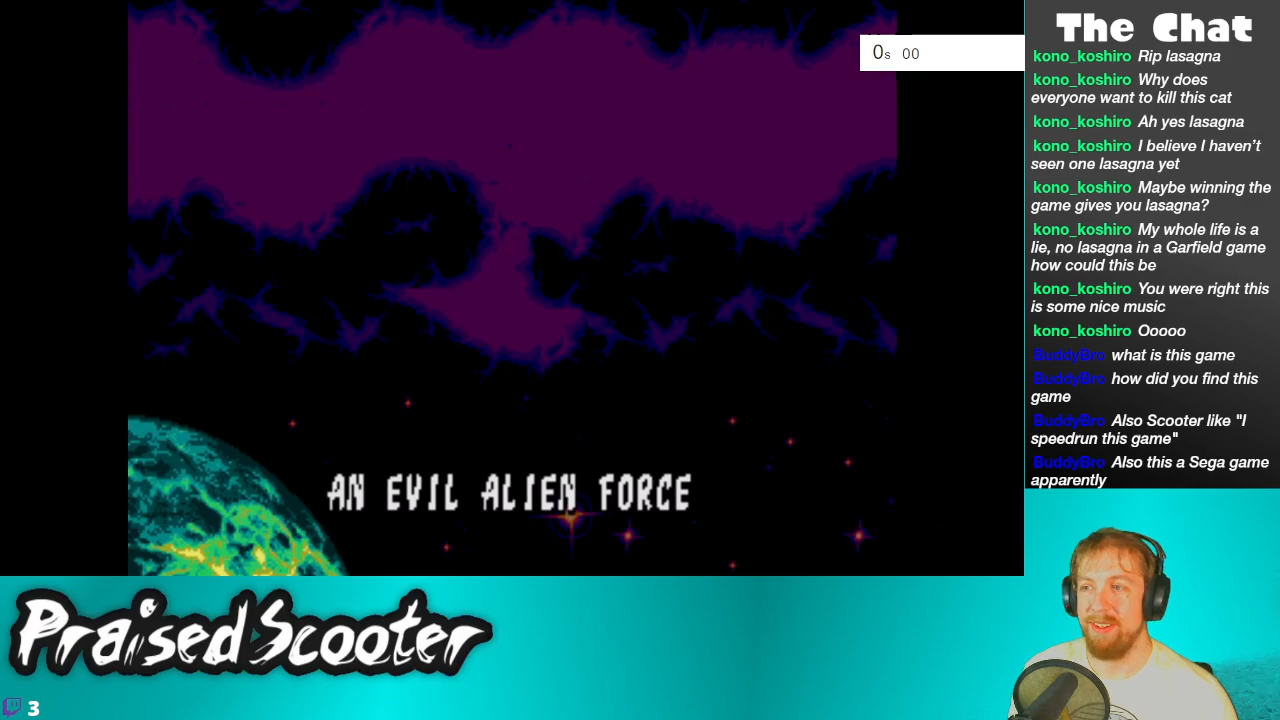 The Chat
0s 00
kono_koshiro Rip lasagna
kono_koshiro Why does
everyone want to kill this cat
kono_koshiro Ah yes lasagna
kono_koshiro I believe I haven't
seen one lasagna yet
kono_koshiro Maybe winning the
game gives you lasagna?
kono_koshiro My whole life is a
lie, no lasagna in a Garfield game
how could this be
kono_koshiro You were right this
is some nice music
kono_koshiro Ooooo
BuddyBro what is this game
BuddyBro how did you find this
game
BuddyBro Also Scooter like "I
speedrun this game"
BuddyBro Also this a Sega game
apparently
AN EVIL ALIEN FORCE
PraisedScooter
3